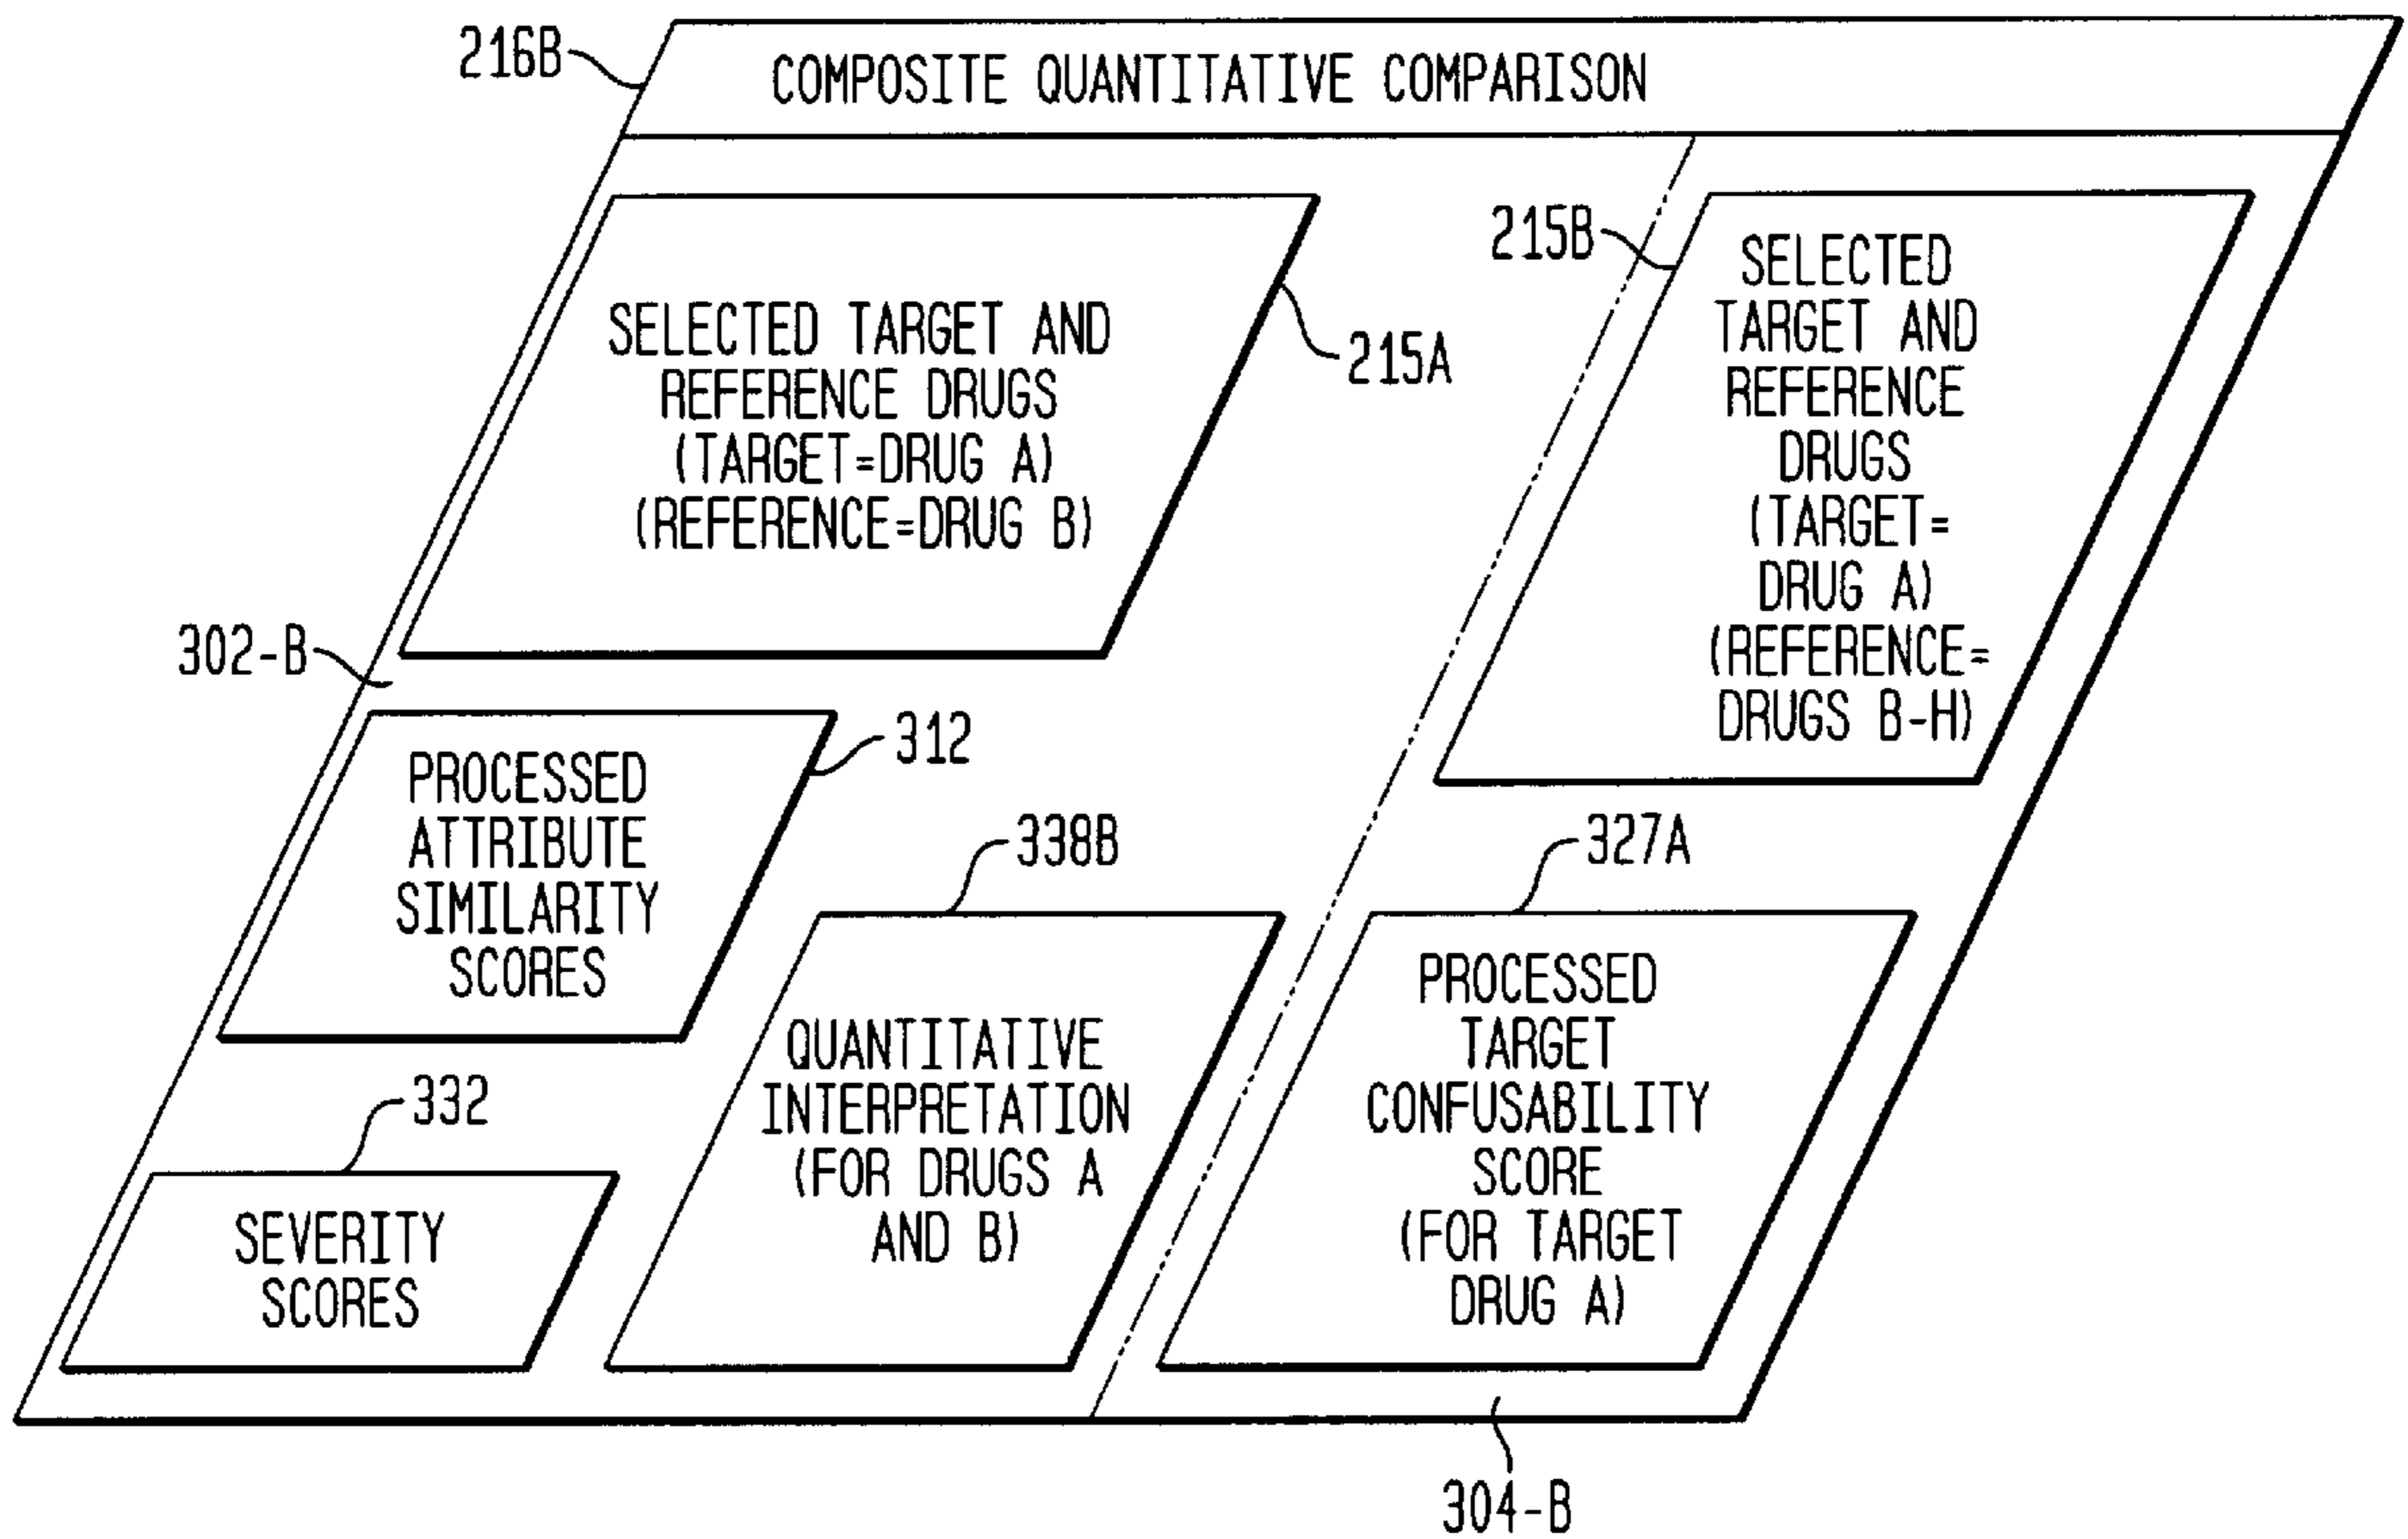 216B
COMPOSITE QUANTITATIVE COMPARISON
SELECTED TARGET AND
REFERENCE DRUGS
(TARGET=DRUG A)
(REFERENCE=DRUG B)
215A
215B
SELECTED
TARGET AND
REFERENCE
DRUGS
(TARGET=
DRUG A)
(REFERENCE=
DRUGS B-H)
302-B
PROCESSED
ATTRIBUTE
SIMILARITY
SCORES
312
338B
QUANTITATIVE
INTERPRETATION
(FOR DRUGS A
AND B)
327A
PROCESSED
TARGET
CONFUSABILITY
SCORE
(FOR TARGET
DRUG A)
332
SEVERITY
SCORES
304-B